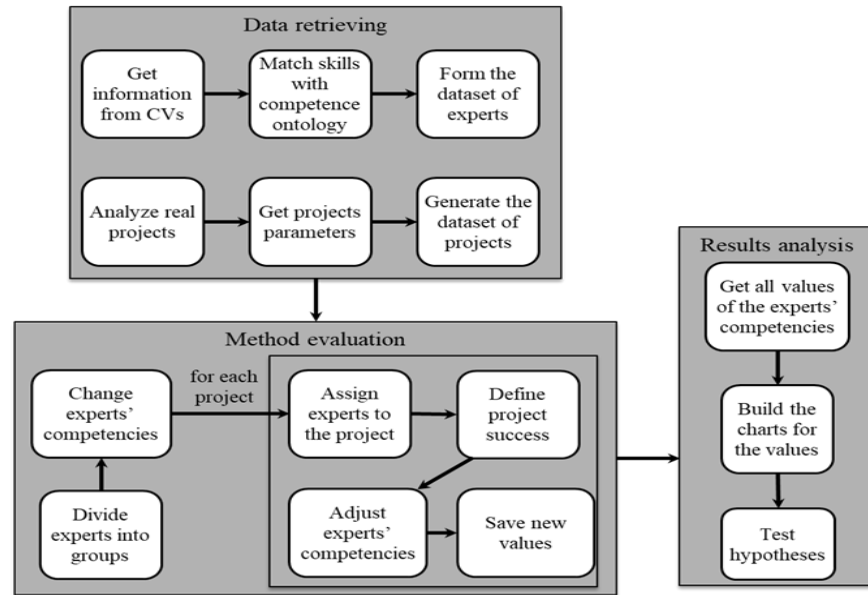 Data retrieving
Get
information
from CVs
Match skills
with
competence
ontology
Form the
dataset of
experts
Analyze real
projects
Get projects
parameters
Generate the
dataset of
projects
Method evaluation
Change
experts’
competencies
for each
project
Assign
experts to
the project
Define
project
success
Divide
experts into
groups
Adjust
experts’
competencies
Save new
values
Results analysis
Get all values
of the experts’
competencies
Build the
charts for
the values
Test
hypotheses